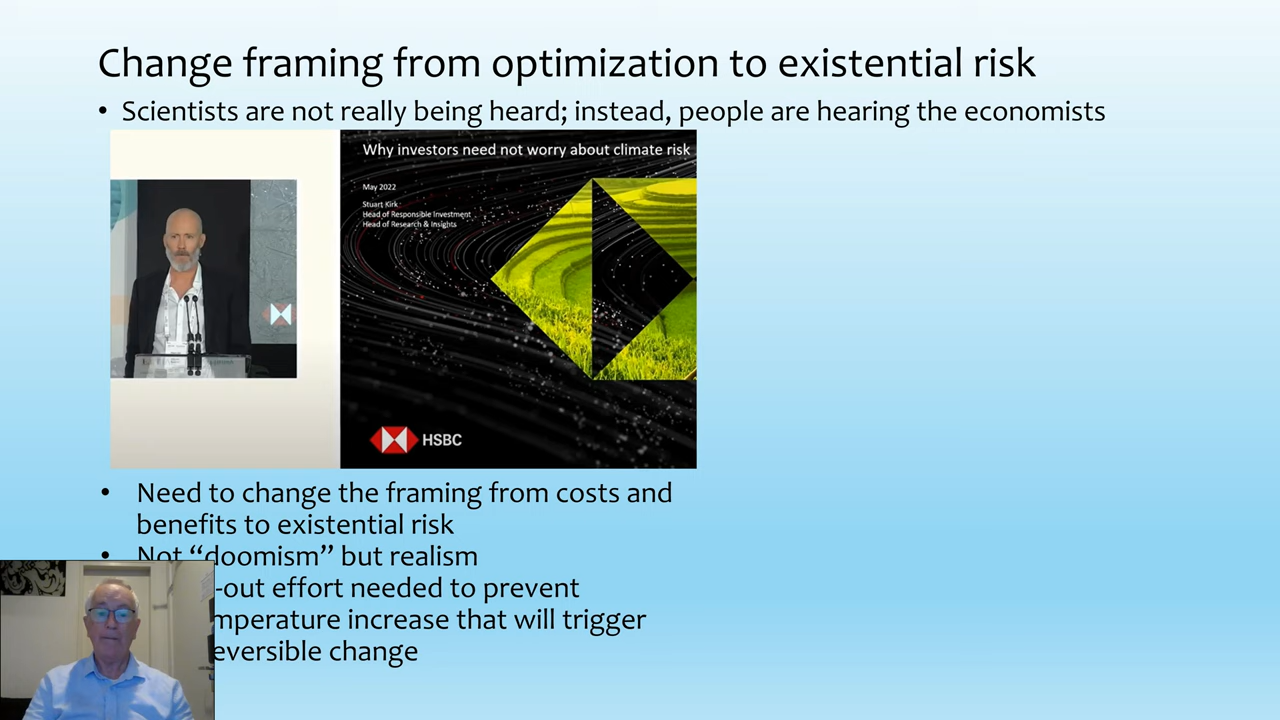 Change framing from optimization to existential risk
• Scientists are not really being heard; instead, people are hearing the economists
Why investors need not worry about climate risk
May 2022
Stuart Kirk
Head of Responsible Investment
Head of Research & Insights
HSBC
• Need to change the framing from costs and
benefits to existential risk
• Not “doomism” but realism
-out effort needed to prevent
mperature increase that will trigger
eversible change